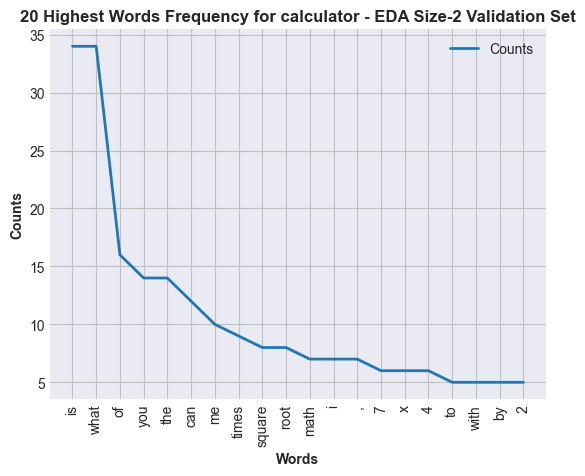 20 Highest Words Frequency for calculator - EDA Size-2 Validation Set
Counts
35
30
25
20
15
10
5
Counts
is
what
of
you
the
can
me
times
square
root
math
i
,
7
x
4
to
with
by
2
Words